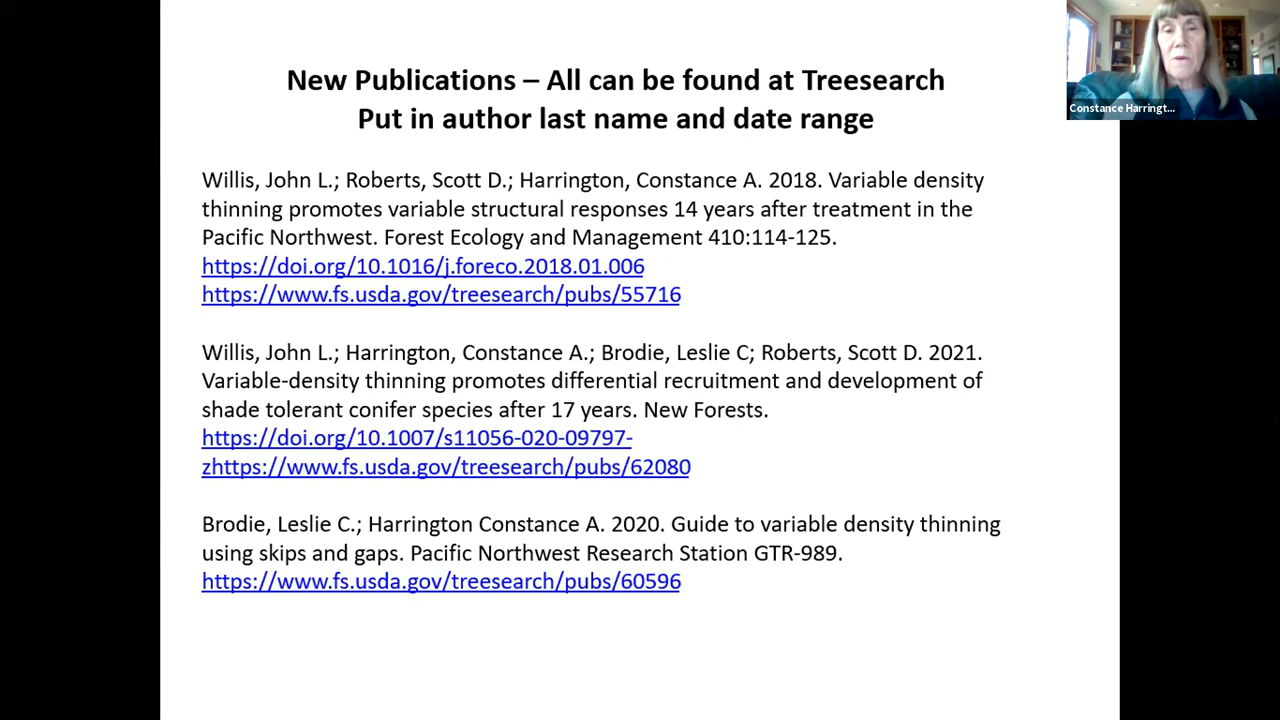 New Publications – All can be found at Treesearch
Put in author last name and date range
Constance Harringt...
Willis, John L.; Roberts, Scott D.; Harrington, Constance A. 2018. Variable density
thinning promotes variable structural responses 14 years after treatment in the
Pacific Northwest. Forest Ecology and Management 410:114-125.
https://doi.org/10.1016/j.foreco.2018.01.006
https://www.fs.usda.gov/treesearch/pubs/55716
Willis, John L.; Harrington, Constance A.; Brodie, Leslie C; Roberts, Scott D. 2021.
Variable-density thinning promotes differential recruitment and development of
shade tolerant conifer species after 17 years. New Forests.
https://doi.org/10.1007/s11056-020-09797-
zhttps://www.fs.usda.gov/treesearch/pubs/62080
Brodie, Leslie C.; Harrington Constance A. 2020. Guide to variable density thinning
using skips and gaps. Pacific Northwest Research Station GTR-989.
https://www.fs.usda.gov/treesearch/pubs/60596